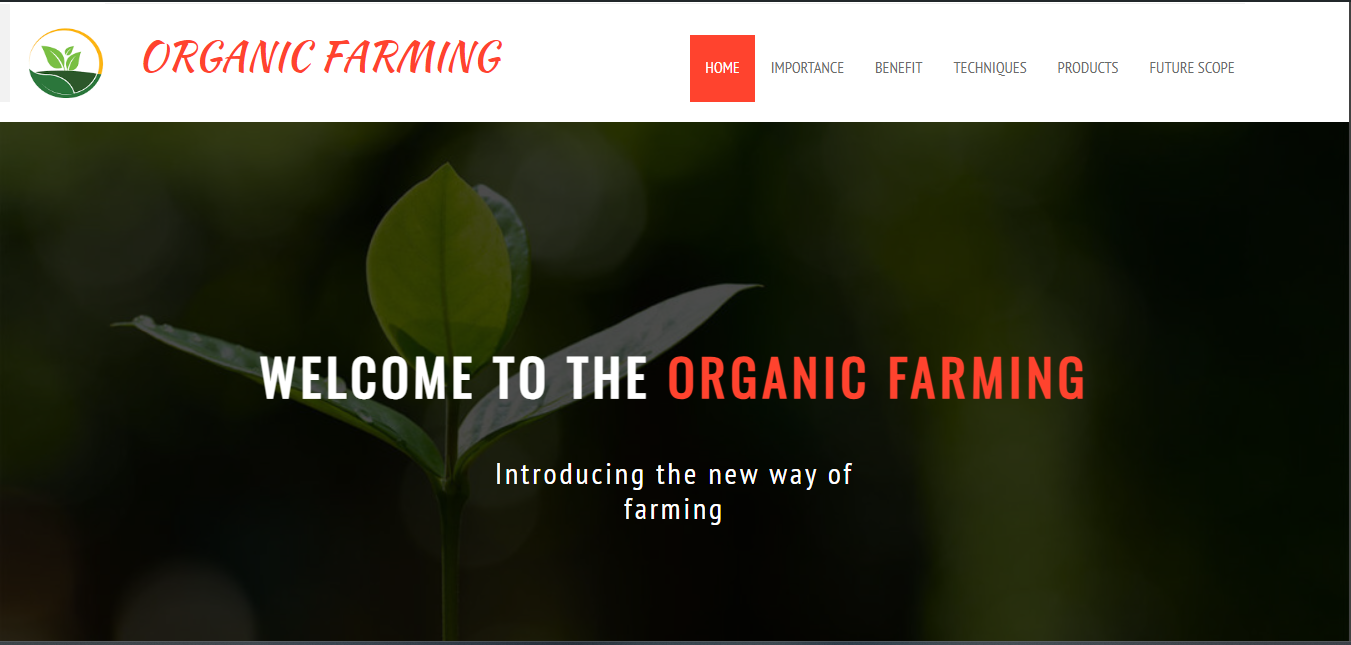 ORGANIC FARMING
HOME IMPORTANCE BENEFIT TECHNIQUES PRODUCTS FUTURE SCOPE
WELCOME TO THE ORGANIC FARMING
Introducing the new way of
farming